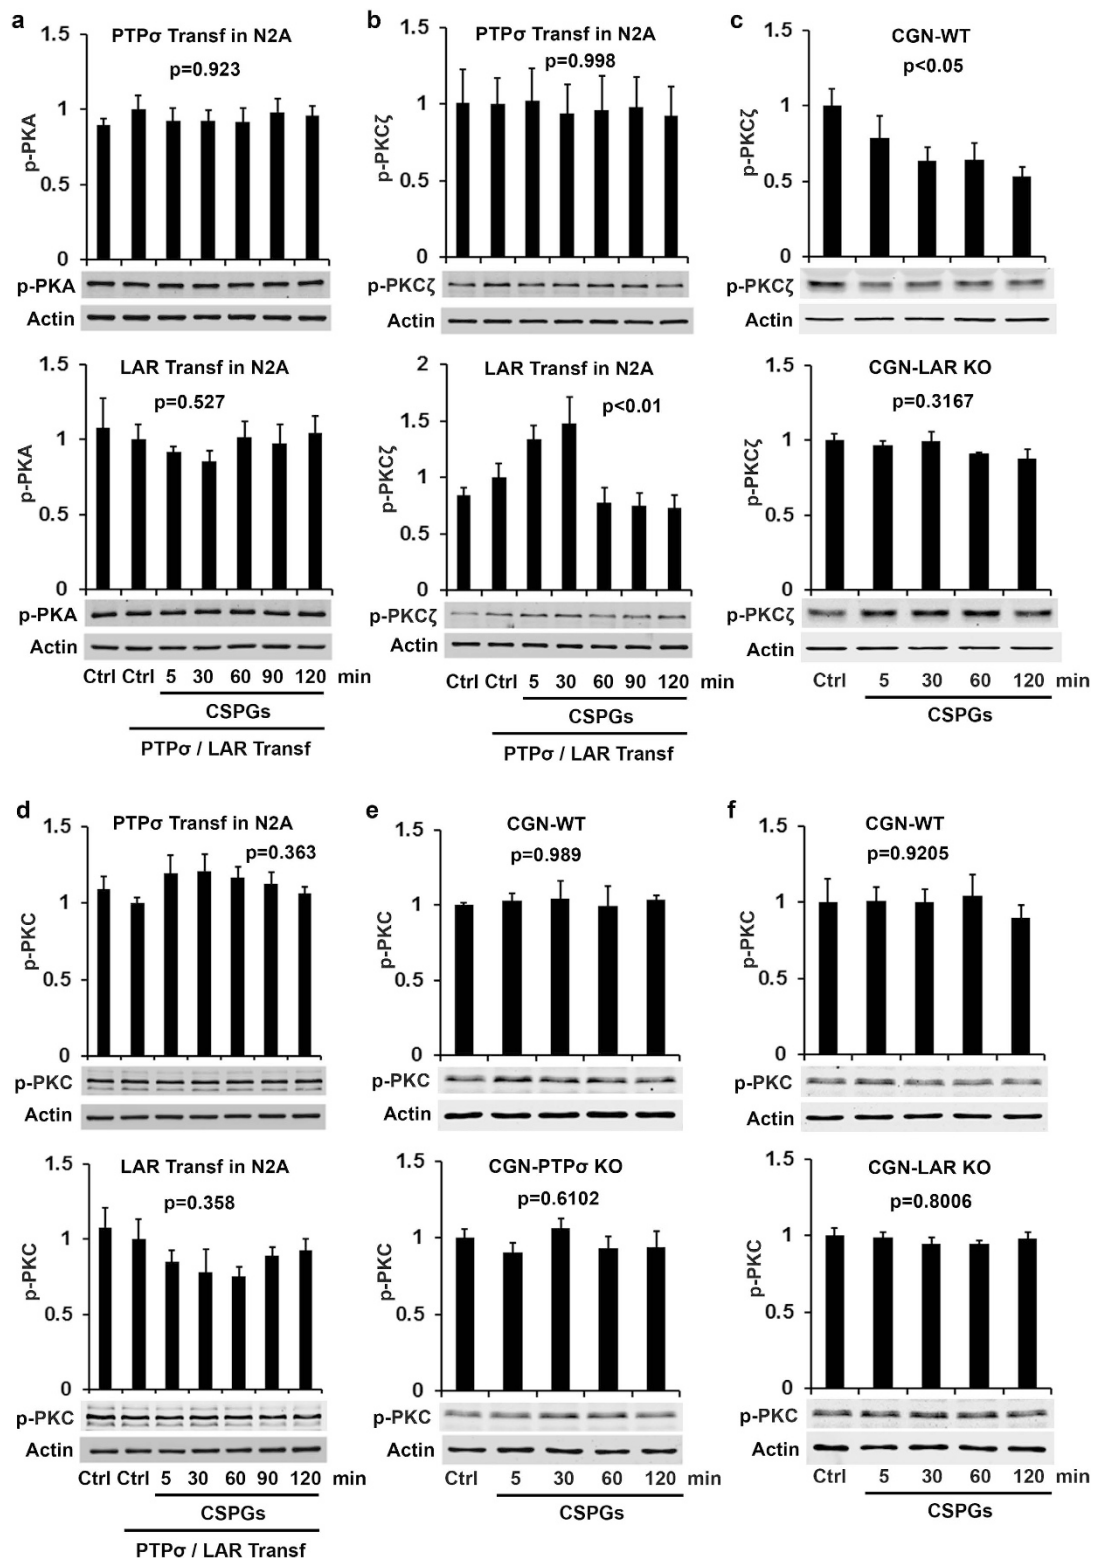 a
PTPσ Transf in N2A
p=0.923
1.5
1
0.5
0
p-PKA
p-PKA
Actin
LAR Transf in N2A
p=0.527
1.5
1
0.5
0
p-PKA
p-PKA
Actin
Ctrl Ctrl 5 30 60 90 120 min
CSPGs
PTPσ / LAR Transf
b
PTPσ Transf in N2A
p=0.998
1.5
1
0.5
0
p-PKCζ
p-PKCζ
Actin
LAR Transf in N2A
p<0.01
2
1.5
1
0.5
0
p-PKCζ
p-PKCζ
Actin
Ctrl Ctrl 5 30 60 90 120 min
CSPGs
PTPσ / LAR Transf
c
CGN-WT
p<0.05
1.5
1
0.5
0
p-PKCζ
p-PKCζ
Actin
CGN-LAR KO
p=0.3167
1.5
1
0.5
0
p-PKCζ
p-PKCζ
Actin
Ctrl 5 30 60 120 min
CSPGs
d
PTPσ Transf in N2A
p=0.363
1.5
1
0.5
0
p-PKC
p-PKC
Actin
LAR Transf in N2A
p=0.358
1.5
1
0.5
0
p-PKC
p-PKC
Actin
Ctrl Ctrl 5 30 60 90 120 min
CSPGs
PTPσ / LAR Transf
e
CGN-WT
p=0.989
1.5
1
0.5
0
p-PKC
p-PKC
Actin
CGN-PTPσ KO
p=0.6102
1.5
1
0.5
0
p-PKC
p-PKC
Actin
Ctrl 5 30 60 120 min
CSPGs
f
CGN-WT
p=0.9205
1.5
1
0.5
0
p-PKC
p-PKC
Actin
CGN-LAR KO
p=0.8006
1.5
1
0.5
0
p-PKC
p-PKC
Actin
Ctrl 5 30 60 120 min
CSPGs